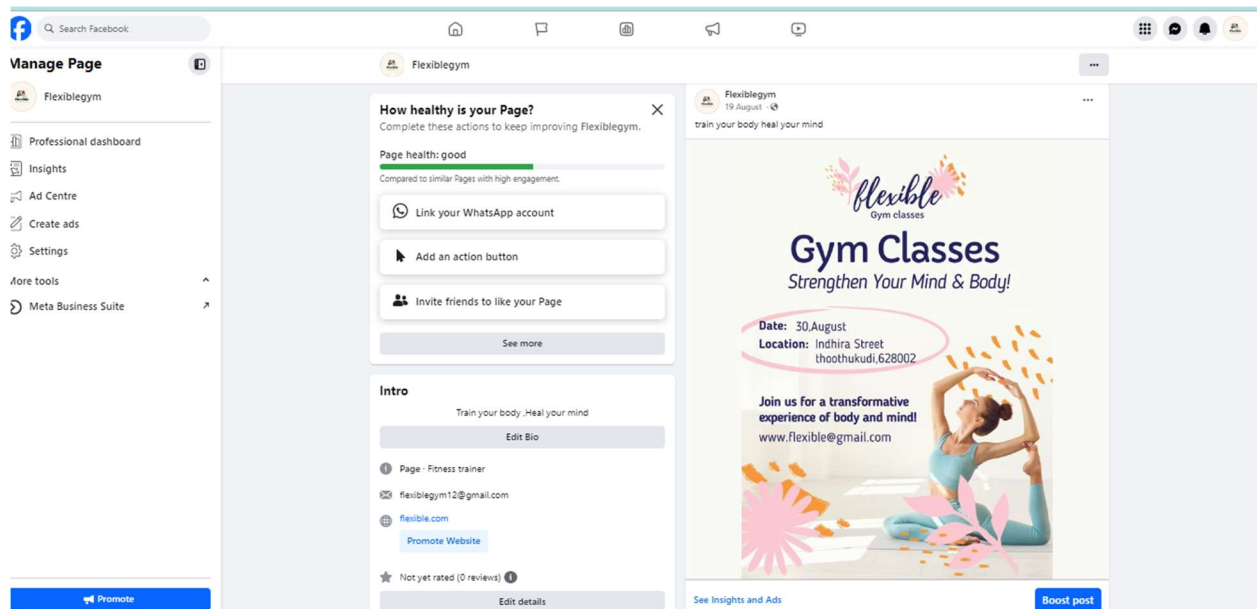 Search Facebook
Manage Page
Flexiblegym
Professional dashboard
Insights
Ad Centre
Create ads
Settings
More tools
Meta Business Suite
Promote
Flexiblegym
How healthy is your Page?
Complete these actions to keep improving Flexiblegym.
Page health: good
Compared to similar Pages with high engagement.
Link your WhatsApp account
Add an action button
Invite friends to like your Page
See more
Intro
Train your body ,Heal your mind
Edit Bio
Page · Fitness trainer
flexiblegym12@gmail.com
flexible.com
Promote Website
Not yet rated (0 reviews)
Edit details
Flexiblegym
19 August
train your body heal your mind
flexible
Gym classes
Gym Classes
Strengthen Your Mind & Body!
Date: 30,August
Location: Indhira Street
thoothukudi,628002
Join us for a transformative
experience of body and mind!
www.flexible@gmail.com
See Insights and Ads
Boost post